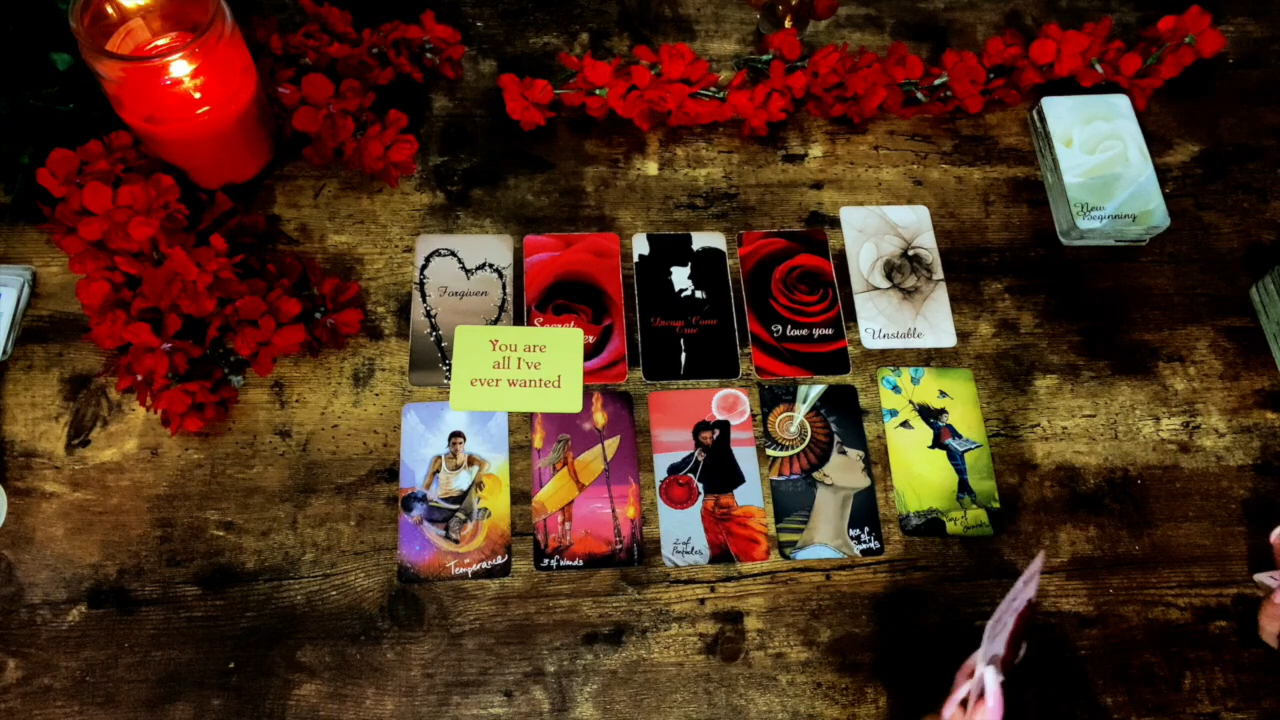 New
Beginning
Forgiven
Secret
Dream Come
True
I love you
Unstable
You are
all I've
ever wanted
Temperance
3 of Wands
2 of
Pentacles
Ace of
Swords